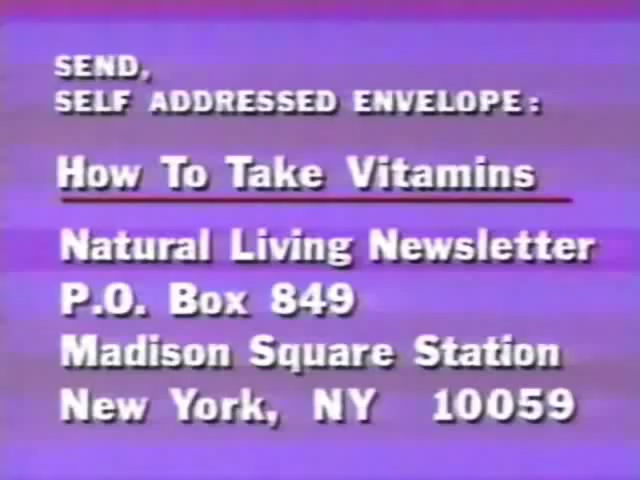 SEND,
SELF ADDRESSED ENVELOPE:
How To Take Vitamins
Natural Living Newsletter
P.O. Box 849
Madison Square Station
New York, NY 10059